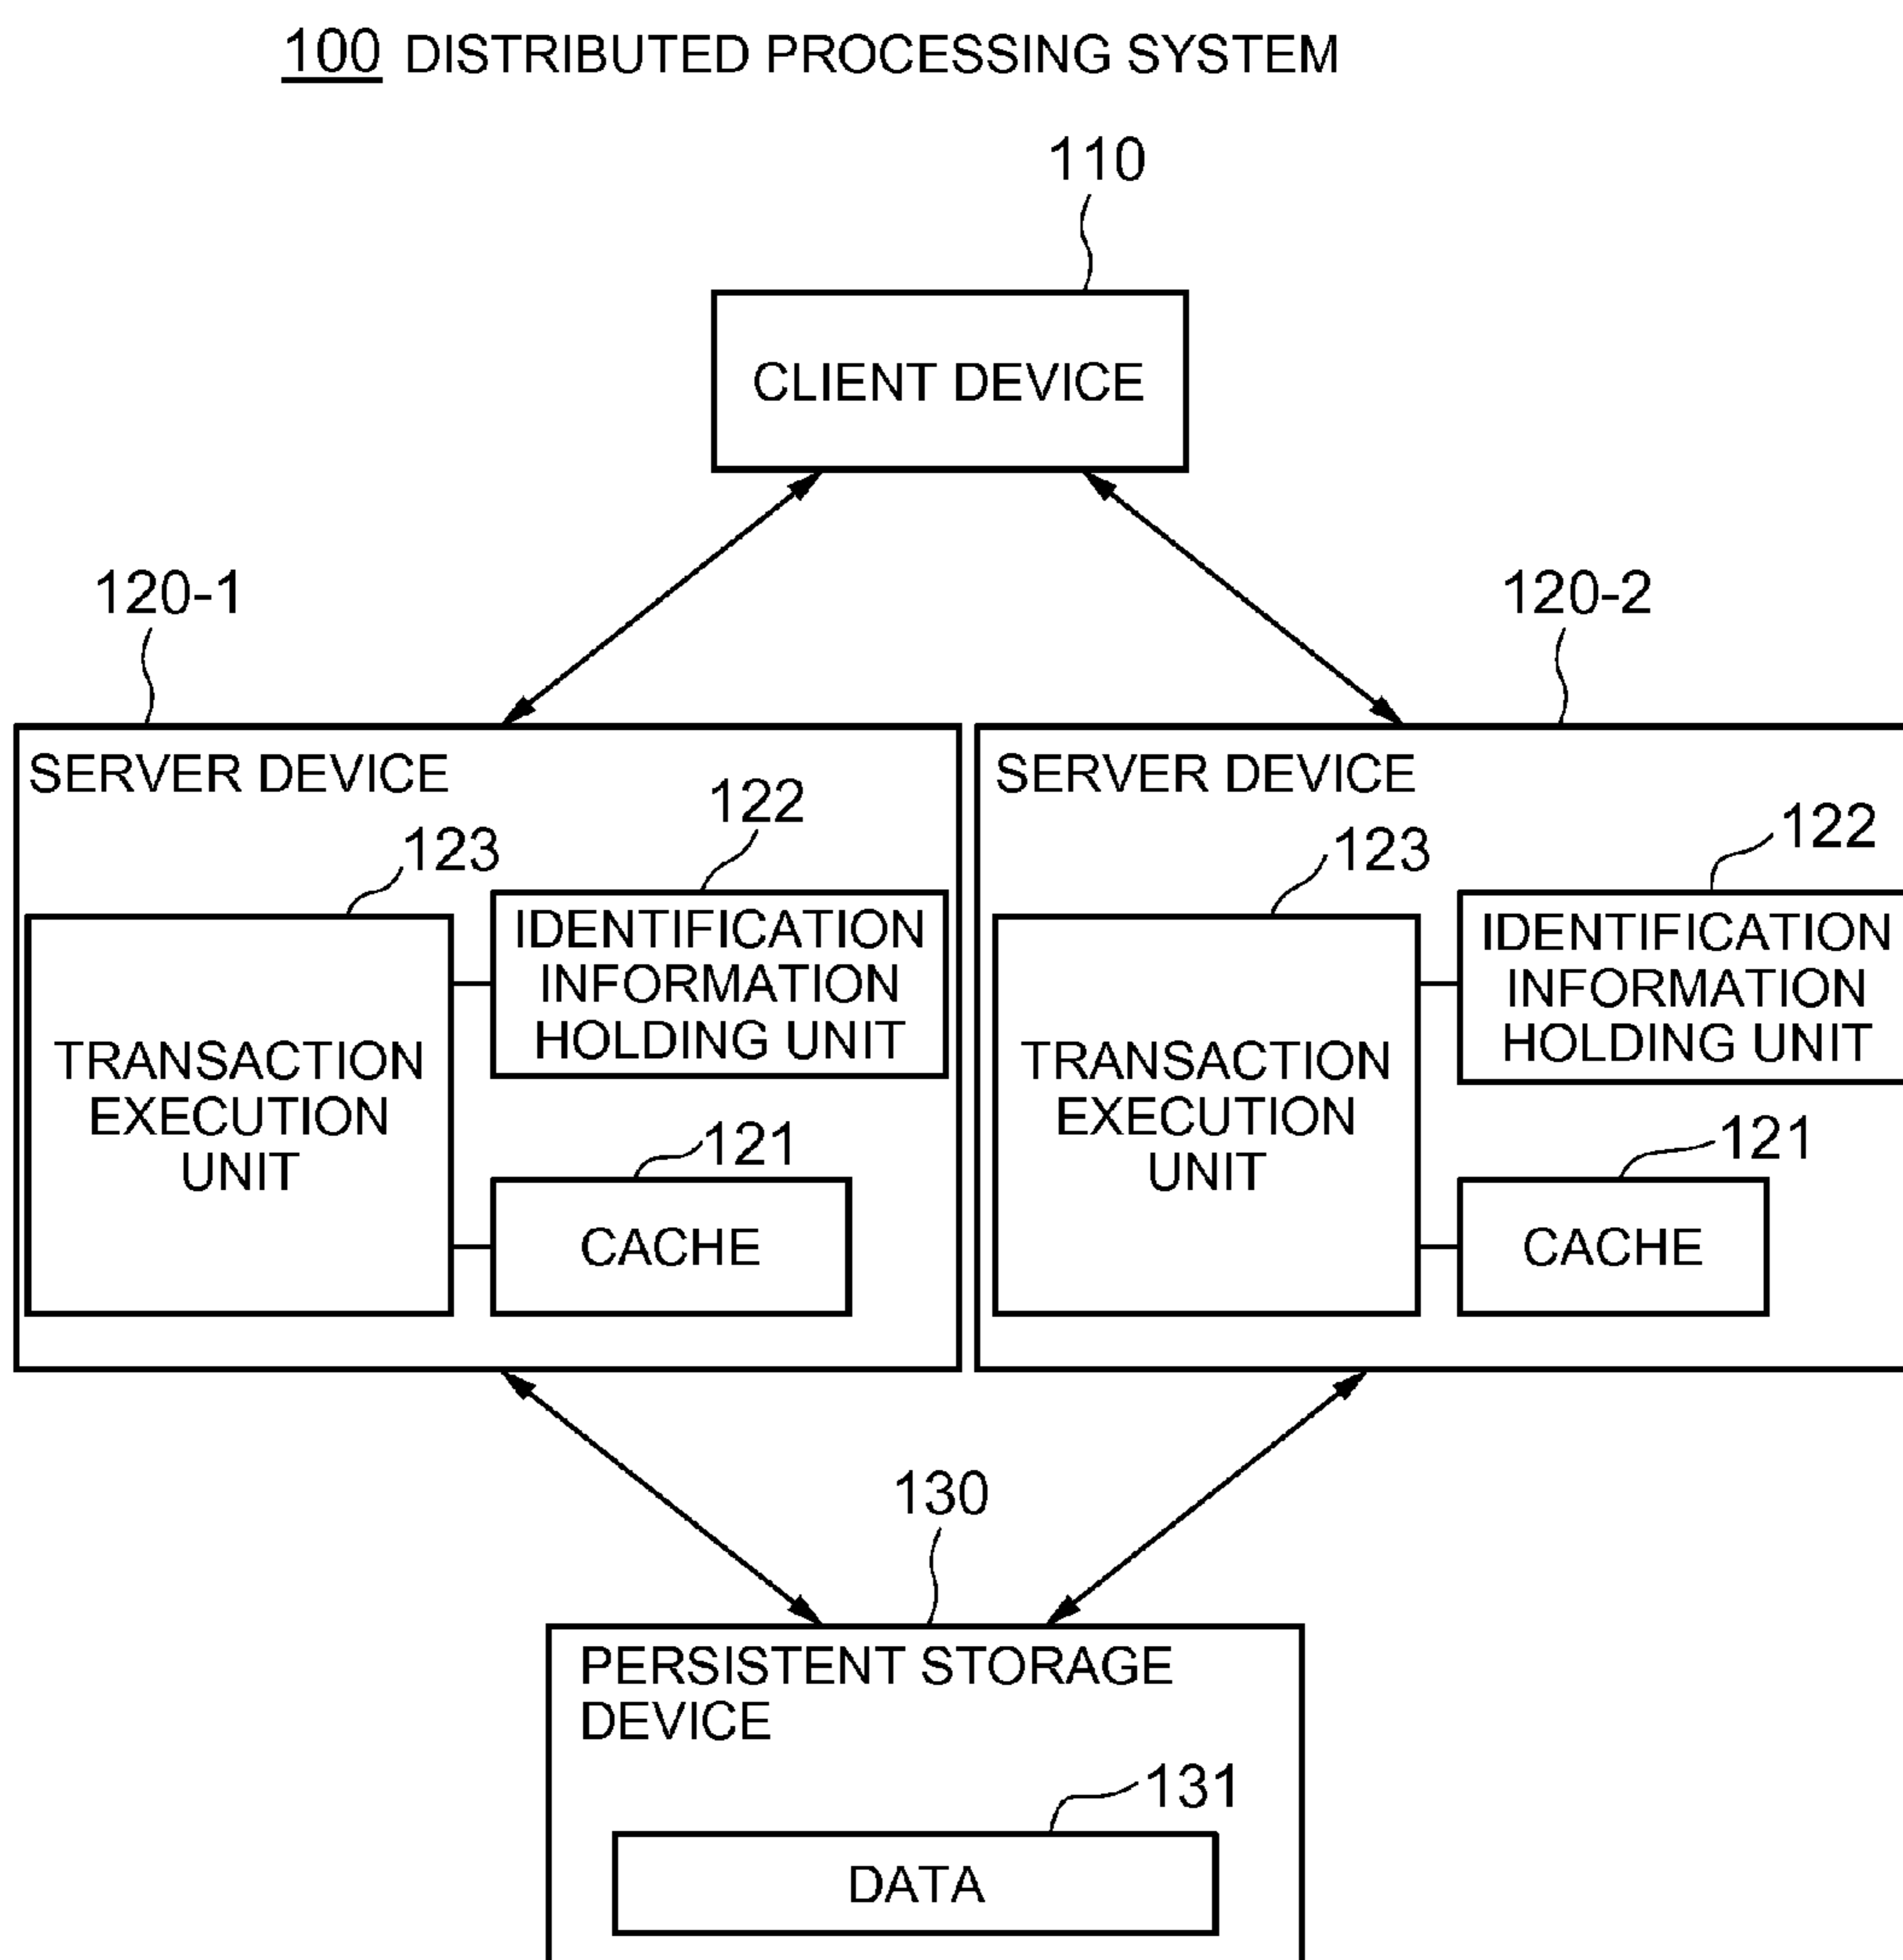 100 DISTRIBUTED PROCESSING SYSTEM
110
CLIENT DEVICE
120-1
120-2
SERVER DEVICE
122
123
IDENTIFICATION
INFORMATION
HOLDING UNIT
TRANSACTION
EXECUTION
UNIT
121
CACHE
SERVER DEVICE
122
123
IDENTIFICATION
INFORMATION
HOLDING UNIT
TRANSACTION
EXECUTION
UNIT
121
CACHE
130
PERSISTENT STORAGE
DEVICE
131
DATA